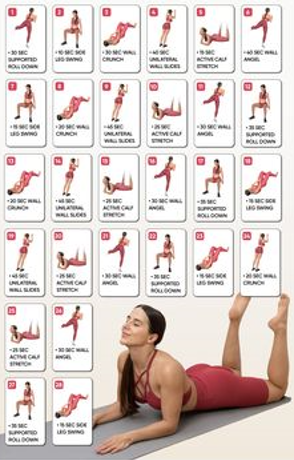 1
• 30 SEC
SUPPORTED
ROLL DOWN
2
• 10 SEC SIDE
LEG SWING
3
• 30 SEC WALL
CRUNCH
4
• 40 SEC
UNILATERAL
WALL SLIDES
5
• 15 SEC
ACTIVE CALF
STRETCH
6
• 40 SEC WALL
ANGEL
7
• 15 SEC SIDE
LEG SWING
8
• 20 SEC WALL
CRUNCH
9
• 45 SEC
UNILATERAL
WALL SLIDES
10
• 25 SEC
ACTIVE CALF
STRETCH
11
• 30 SEC WALL
ANGEL
12
• 35 SEC
SUPPORTED
ROLL DOWN
13
• 20 SEC WALL
CRUNCH
14
• 45 SEC
UNILATERAL
WALL SLIDES
15
• 25 SEC
ACTIVE CALF
STRETCH
16
• 30 SEC WALL
ANGEL
17
• 35 SEC
SUPPORTED
ROLL DOWN
18
• 15 SEC SIDE
LEG SWING
19
• 45 SEC
UNILATERAL
WALL SLIDES
20
• 25 SEC
ACTIVE CALF
STRETCH
21
• 30 SEC WALL
ANGEL
22
• 35 SEC
SUPPORTED
ROLL DOWN
23
• 15 SEC SIDE
LEG SWING
24
• 20 SEC WALL
CRUNCH
25
• 25 SEC
ACTIVE CALF
STRETCH
26
• 30 SEC WALL
ANGEL
27
• 35 SEC
SUPPORTED
ROLL DOWN
28
• 15 SEC SIDE
LEG SWING